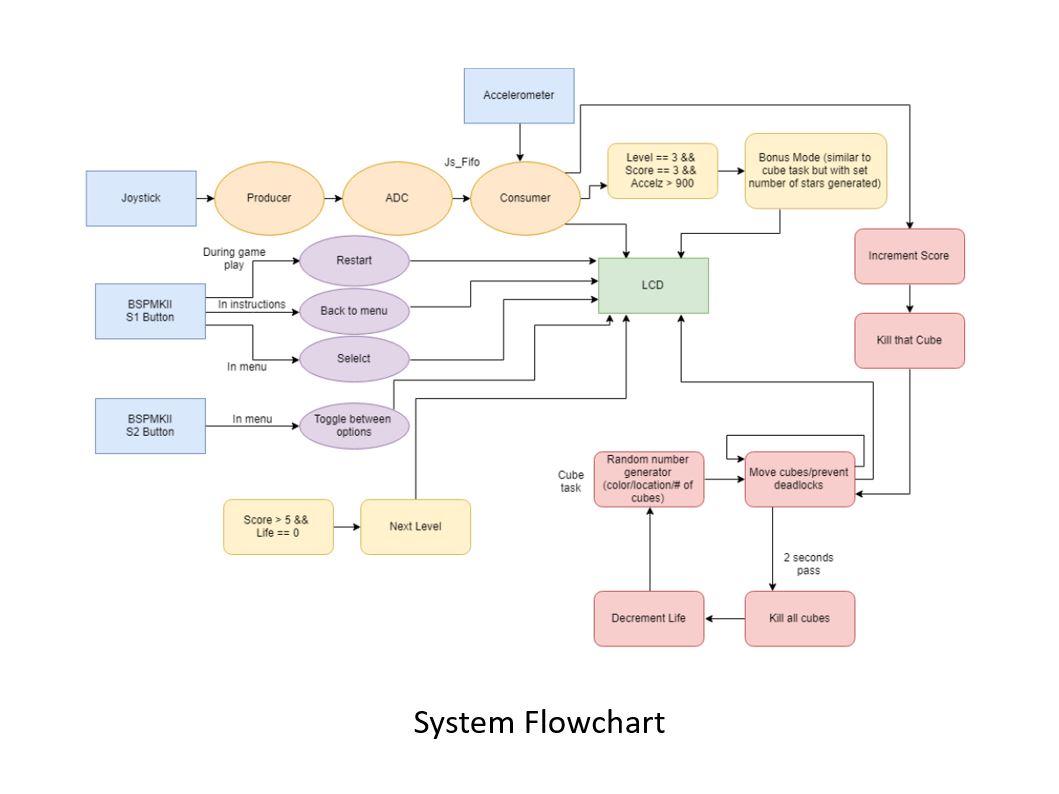 Accelerometer
Js_Fifo
Level == 3 &&
Score == 3 &&
Accelz > 900
Bonus Mode (similar to
cube task but with set
number of stars generated)
Joystick
Producer
ADC
Consumer
During game
play
Restart
Increment Score
LCD
BSPMKII
S1 Button
In instructions
Back to menu
Kill that Cube
In menu
Selelct
BSPMKII
S2 Button
In menu
Toggle between
options
Cube
task
Random number
generator
(color/location/# of
cubes)
Move cubes/prevent
deadlocks
Score > 5 &&
Life == 0
Next Level
2 seconds
pass
Decrement Life
Kill all cubes
System Flowchart